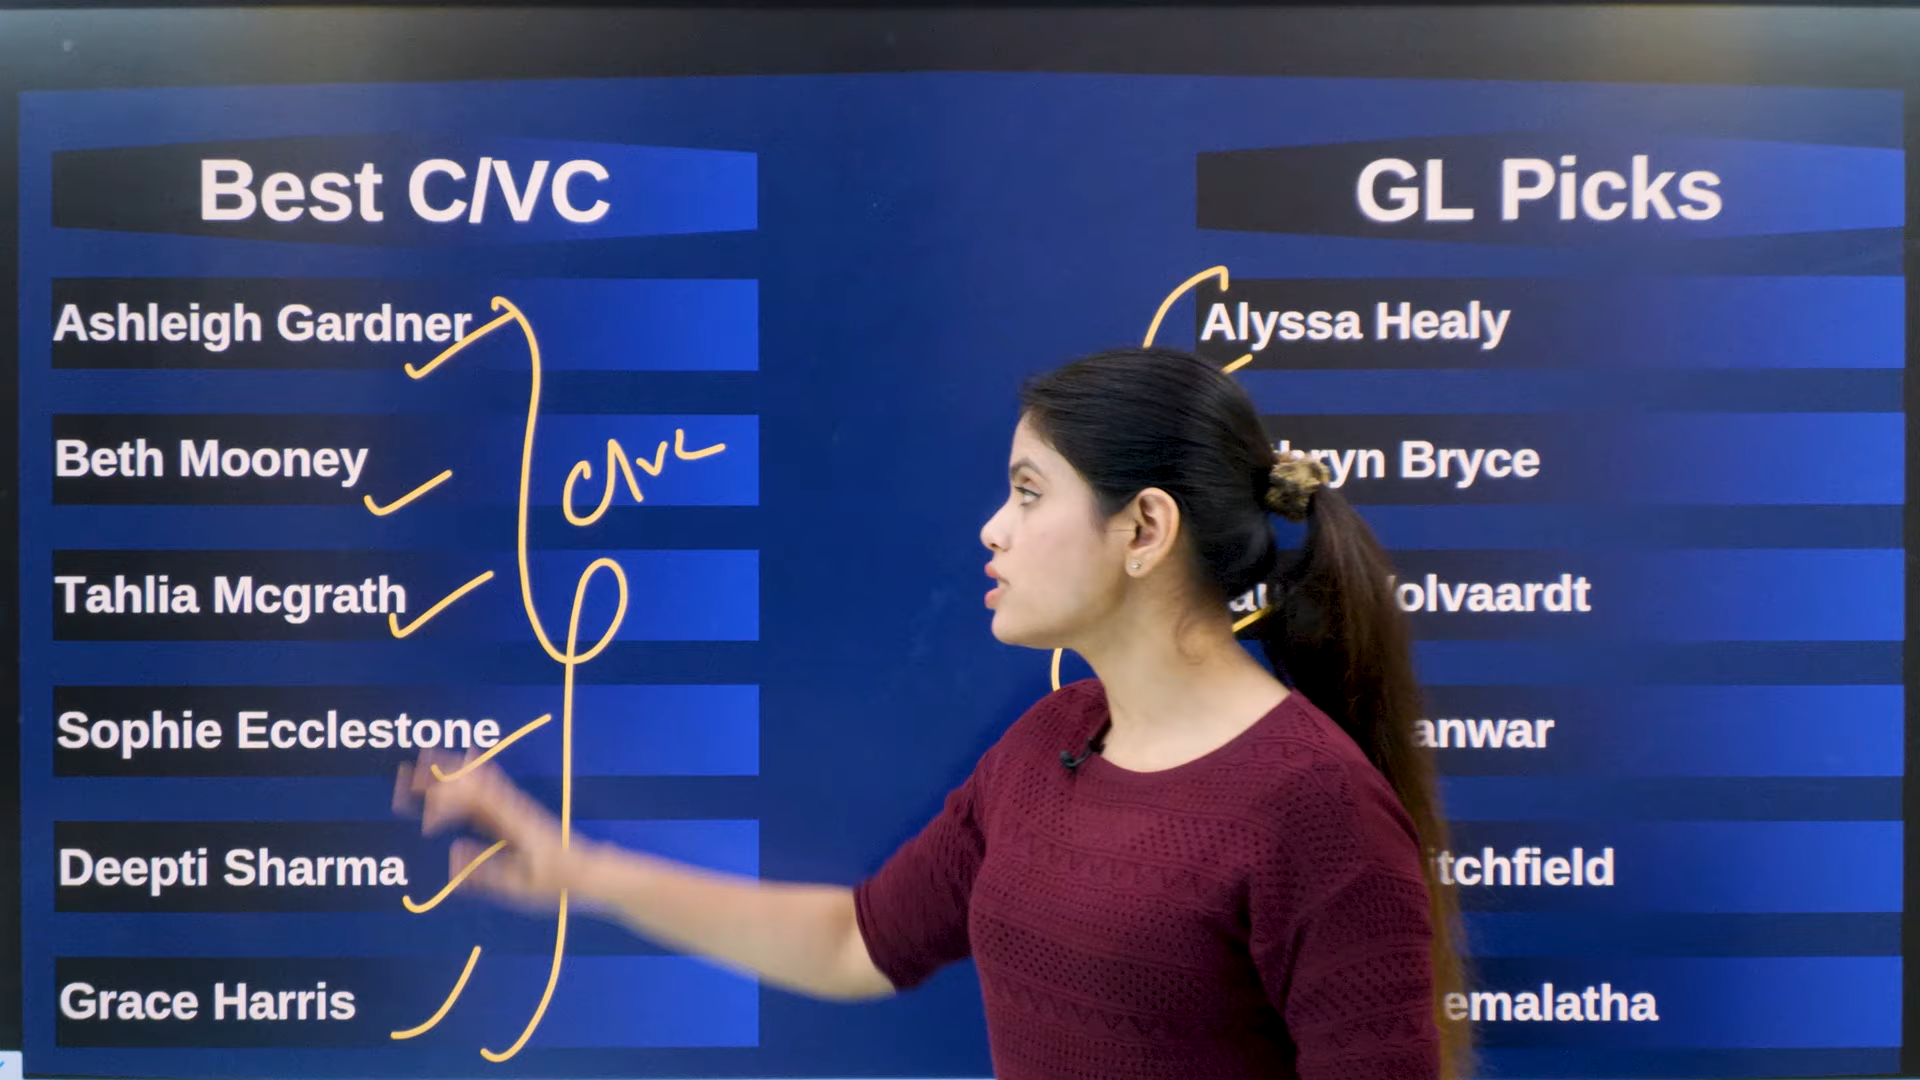 Best C/VC
Ashleigh Gardner
Beth Mooney
Tahlia Mcgrath
Sophie Ecclestone
Deepti Sharma
Grace Harris
C/VC
GL Picks
Alyssa Healy
Bryce